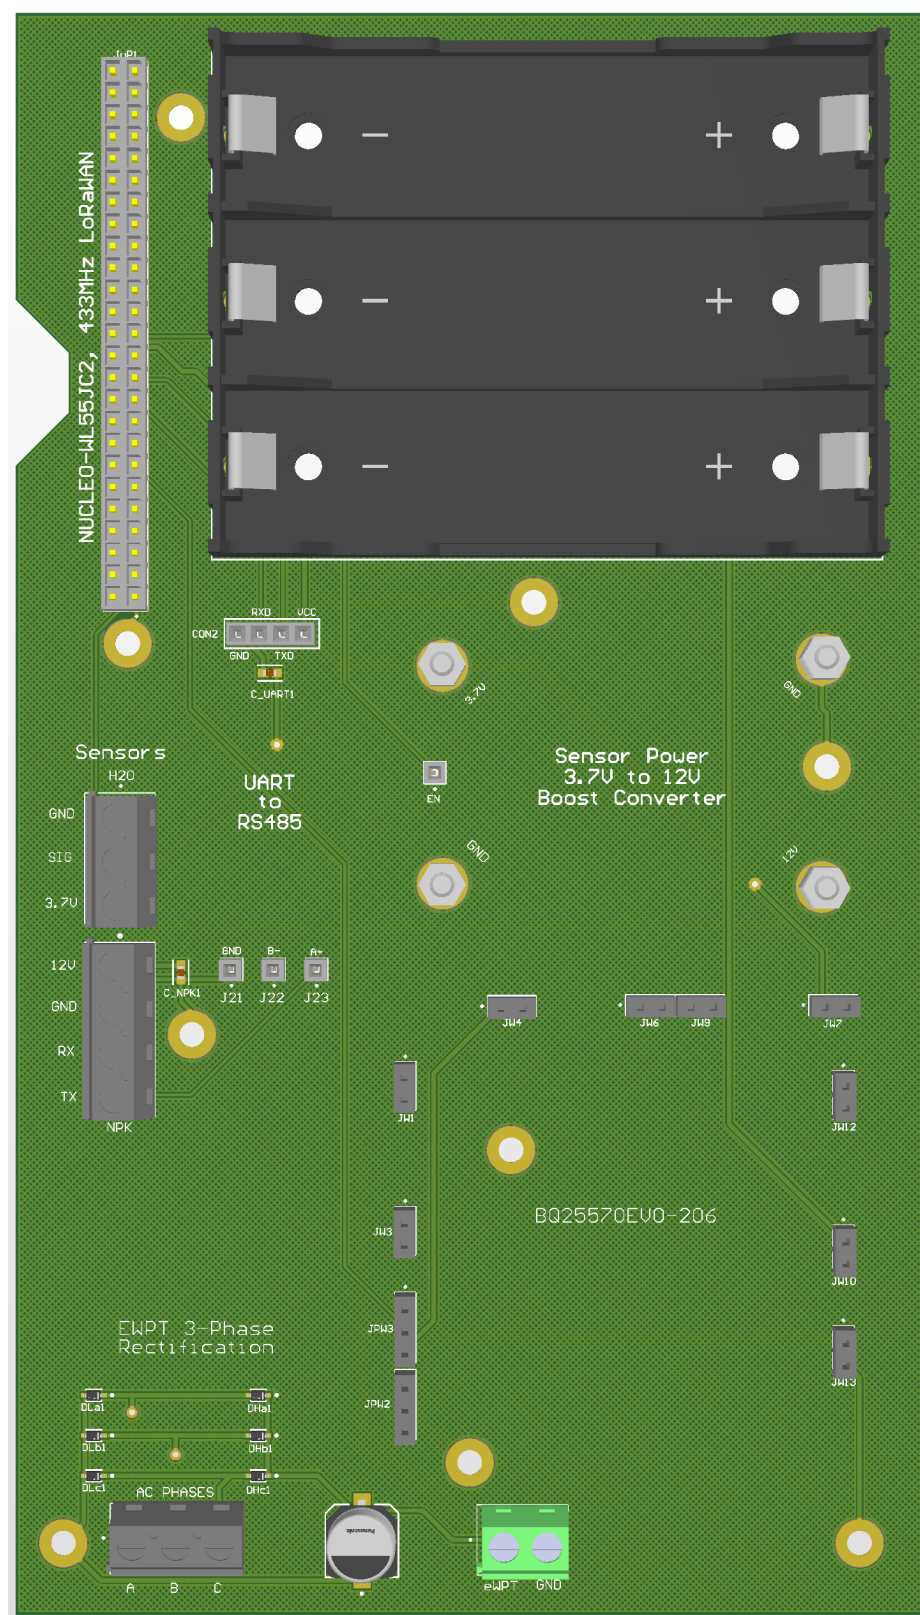 JuP1
NUCLEO-WL55JC2, 433MHz LoRaWAN
RXD
VCC
CON2
GND
TXD
C_UART1
3.7V
GND
Sensors
H2O
UART
to
RS485
EN
Sensor Power
3.7V to 12V
Boost Converter
GND
SIG
3.7V
GND
12V
12V
GND
RX
TX
NPK
C_NPK1
GND
B-
A+
J21
J22
J23
JW4
JW6
JW9
JW7
JW1
JW12
BQ25570EVO-206
JW3
JW10
JPW3
JW13
JPW2
EWPT 3-Phase
Rectification
DLa1
DHa1
DLb1
DHb1
DLc1
DHc1
AC PHASES
A
B
C
Panasonic
eWPT
GND